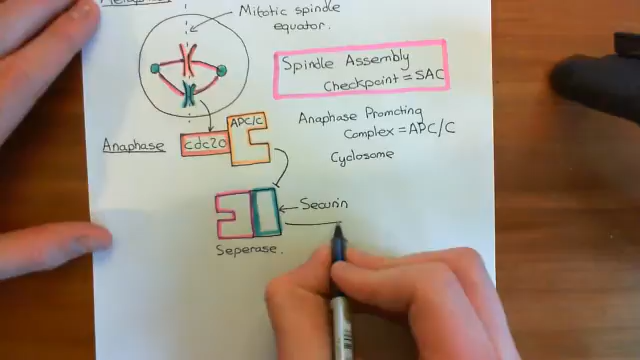 Mitotic spindle
equator.
Spindle Assembly
Checkpoint = SAC
Anaphase Promoting
Complex = APC/C
Cyclosome
APC/C
Anaphase
cdc20
Securin
Seperase.